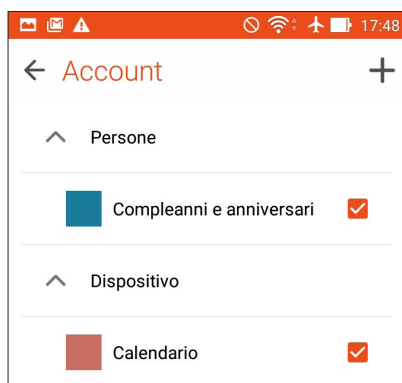 17:48
Account
Persone
Compleanni e anniversari
Dispositivo
Calendario